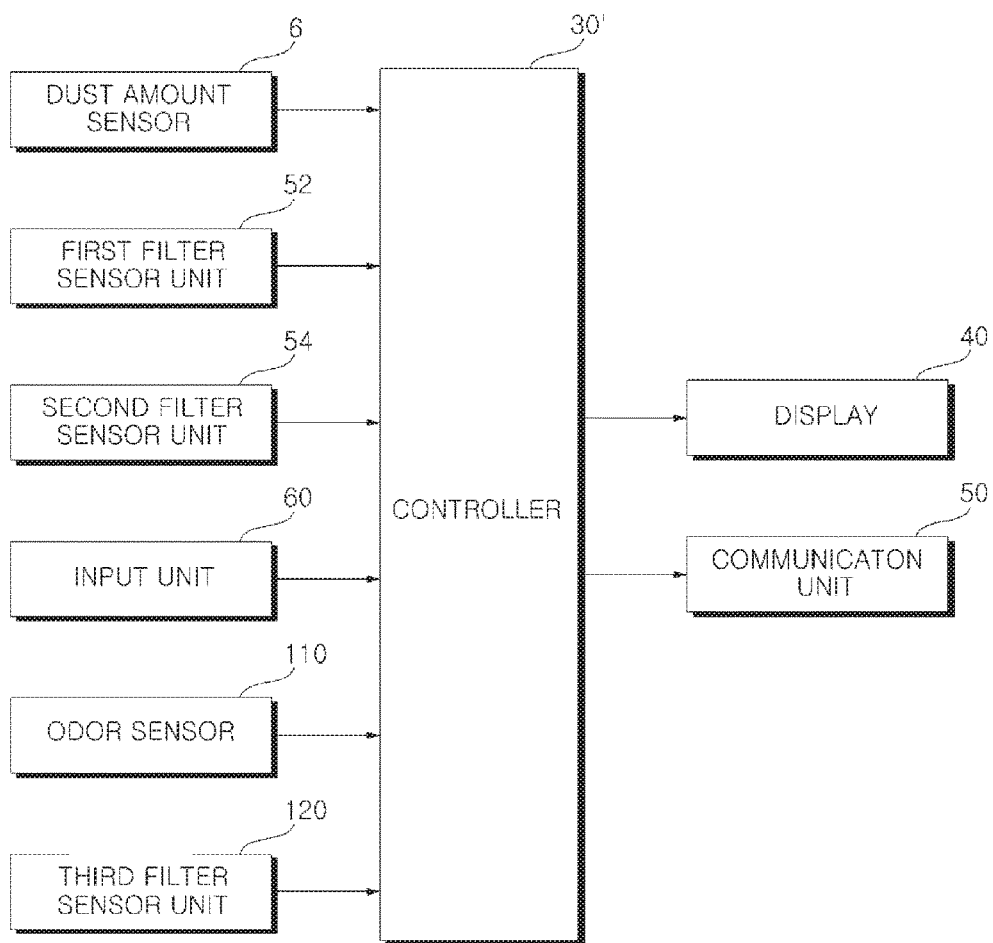 6
DUST AMOUNT
SENSOR
52
FIRST FILTER
SENSOR UNIT
54
SECOND FILTER
SENSOR UNIT
60
INPUT UNIT
110
ODOR SENSOR
120
THIRD FILTER
SENSOR UNIT
30'
CONTROLLER
40
DISPLAY
50
COMMUNICATON
UNIT